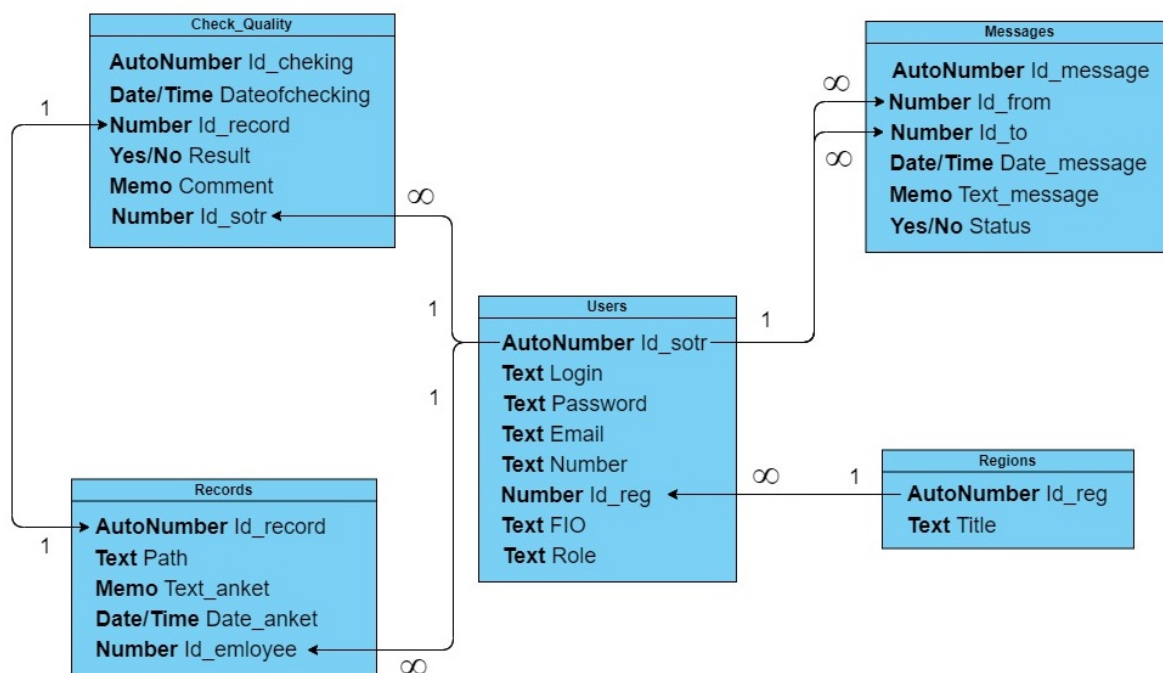 Check_Quality
AutoNumber Id_cheking
Date/Time Dateofchecking
Number Id_record
Yes/No Result
Memo Comment
Number Id_sotr
1
∞
1
1
1
Messages
AutoNumber Id_message
Number Id_from
Number Id_to
Date/Time Date_message
Memo Text_message
Yes/No Status
∞
∞
Users
AutoNumber Id_sotr
Text Login
Text Password
Text Email
Text Number
Number Id_reg
Text FIO
Text Role
1
∞
1
Regions
AutoNumber Id_reg
Text Title
Records
AutoNumber Id_record
Text Path
Memo Text_anket
Date/Time Date_anket
Number Id_emloyee
∞